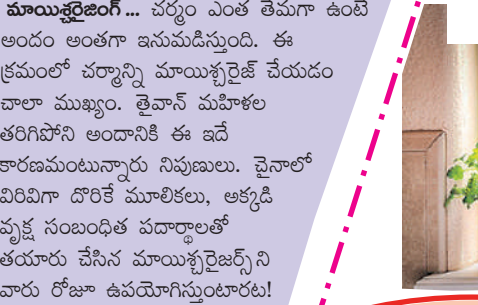 మాయిశ్చరైజింగ్... చర్మం ఎంత తేమగా ఉంటే
అందం అంతగా ఇనుమడిస్తుంది. ఈ
క్రమంలో చర్మాన్ని మాయిశ్చరైజ్ చేయడం
చాలా ముఖ్యం. తైవాన్ మహిళల
తరిగిపోని అందానికి ఈ ఇదే
కారణమంటున్నారు నిపుణులు. చైనాలో
విరివిగా దొరికే మూలికలు, అక్కడి
వృక్ష సంబంధిత పదార్థాలతో
తయారు చేసిన మాయిశ్చరైజర్స్‌ని
వారు రోజూ ఉపయోగిస్తుంటారట!